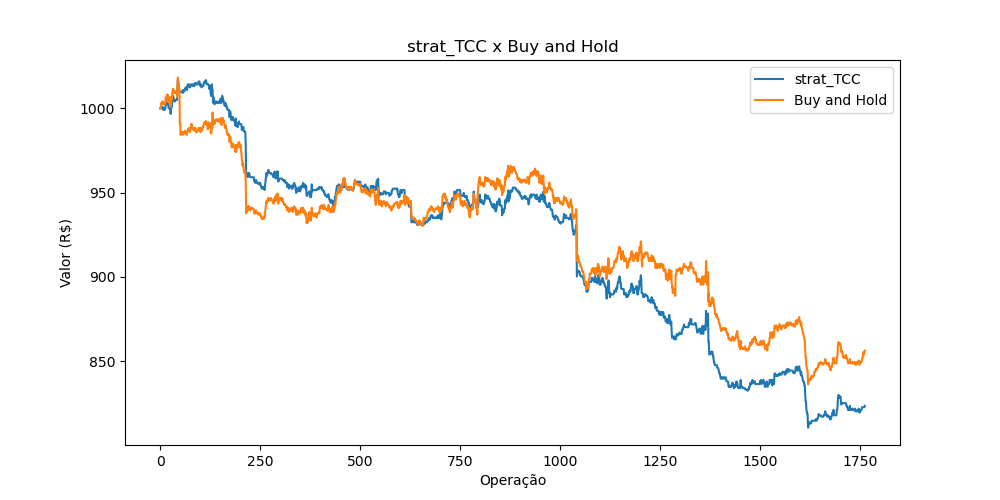 strat_TCC x Buy and Hold
strat_TCC
Buy and Hold
1000
950
900
850
Valor (R$)
0 250 500 750 1000 1250 1500 1750
Operação